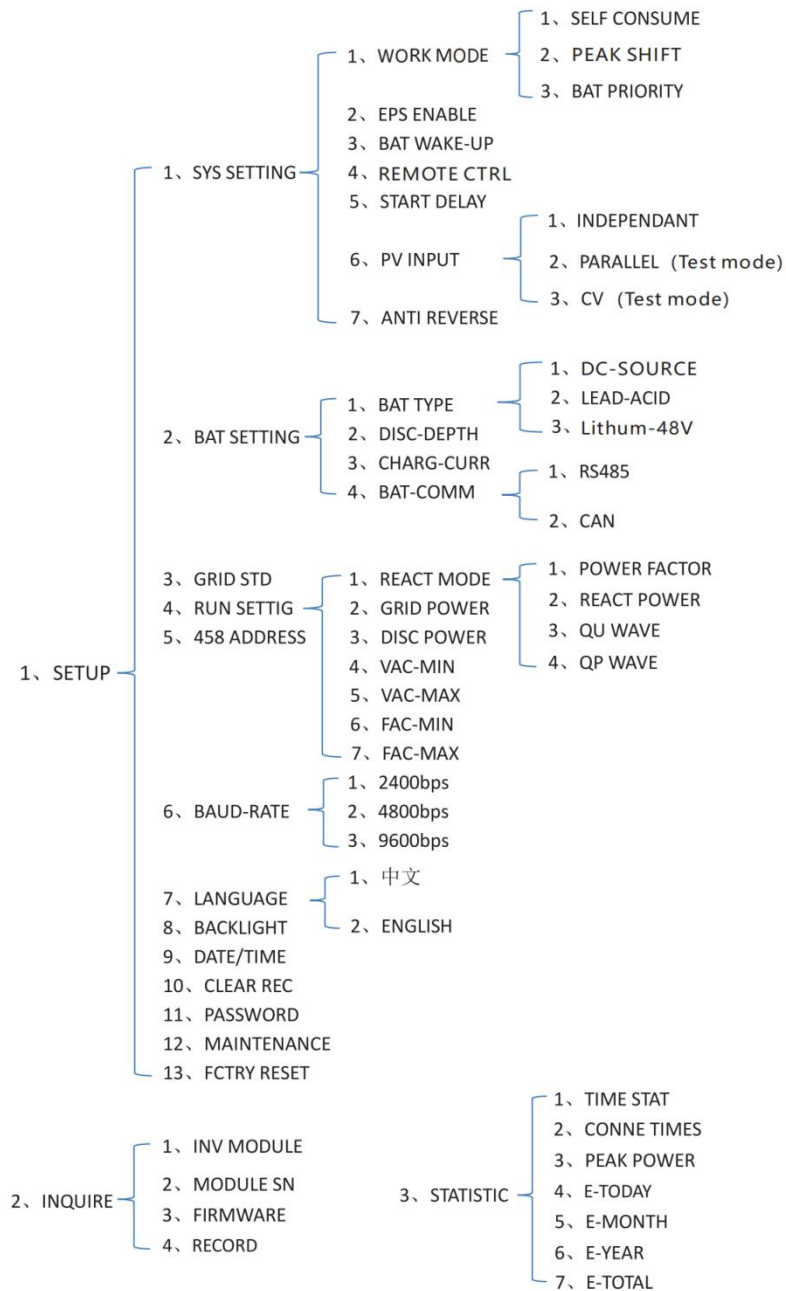 1、SETUP
1、SYS SETTING
1、WORK MODE
1、SELF CONSUME
2、PEAK SHIFT
3、BAT PRIORITY
2、EPS ENABLE
3、BAT WAKE-UP
4、REMOTE CTRL
5、START DELAY
6、PV INPUT
1、INDEPENDANT
2、PARALLEL (Test mode)
3、CV (Test mode)
7、ANTI REVERSE
2、BAT SETTING
1、BAT TYPE
1、DC-SOURCE
2、LEAD-ACID
3、Lithum-48V
2、DISC-DEPTH
3、CHARG-CURR
4、BAT-COMM
1、RS485
2、CAN
3、GRID STD
4、RUN SETTIG
1、REACT MODE
1、POWER FACTOR
2、REACT POWER
3、QU WAVE
4、QP WAVE
2、GRID POWER
3、DISC POWER
4、VAC-MIN
5、VAC-MAX
6、FAC-MIN
7、FAC-MAX
5、458 ADDRESS
6、BAUD-RATE
1、2400bps
2、4800bps
3、9600bps
7、LANGUAGE
1、中文
2、ENGLISH
8、BACKLIGHT
9、DATE/TIME
10、CLEAR REC
11、PASSWORD
12、MAINTENANCE
13、FCTRY RESET
2、INQUIRE
1、INV MODULE
2、MODULE SN
3、FIRMWARE
4、RECORD
3、STATISTIC
1、TIME STAT
2、CONNE TIMES
3、PEAK POWER
4、E-TODAY
5、E-MONTH
6、E-YEAR
7、E-TOTAL